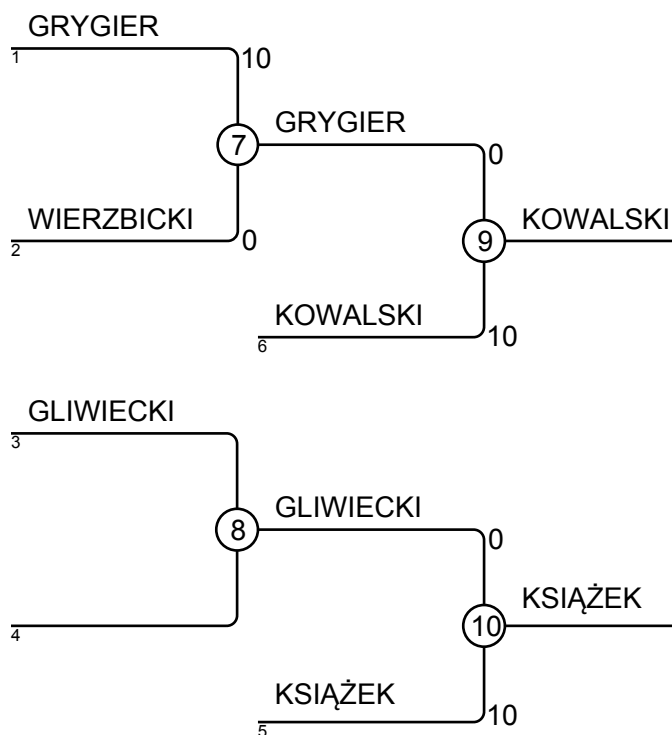 GRYGIER
1
10
7
GRYGIER
0
WIERZBICKI
2
0
9
KOWALSKI
KOWALSKI
6
10
GLIWIECKI
3
8
GLIWIECKI
0
4
10
KSIĄŻEK
KSIĄŻEK
5
10